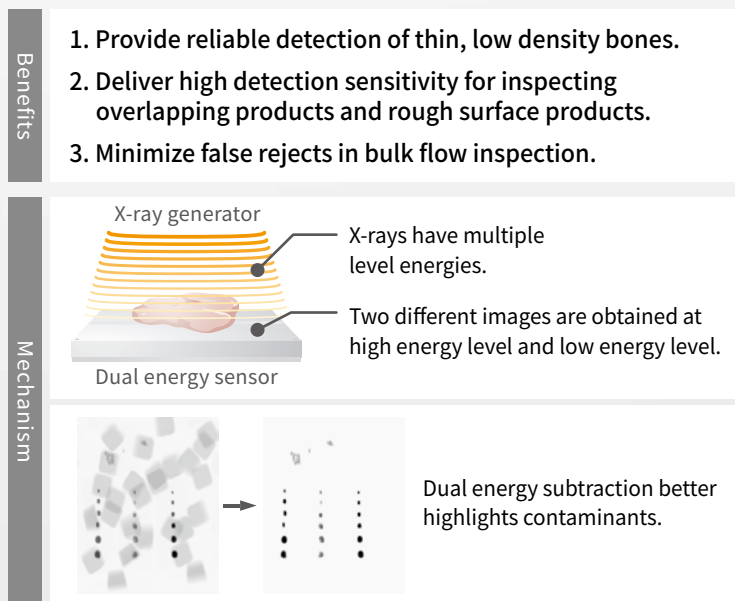 Benefits
1. Provide reliable detection of thin, low density bones.
2. Deliver high detection sensitivity for inspecting
overlapping products and rough surface products.
3. Minimize false rejects in bulk flow inspection.
Mechanism
X-ray generator
X-rays have multiple
level energies.
Two different images are obtained at
high energy level and low energy level.
Dual energy sensor
Dual energy subtraction better
highlights contaminants.